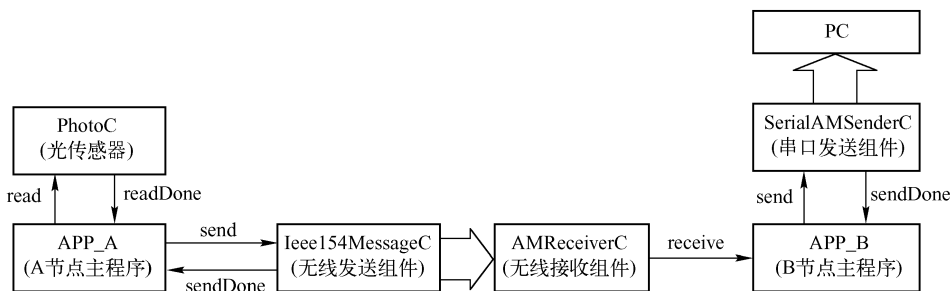 PC
PhotoC
(光传感器)
SerialAMSenderC
(串口发送组件)
read
readDone
send
sendDone
APP_A
(A节点主程序)
send
sendDone
Ieee154MessageC
(无线发送组件)
AMReceiverC
(无线接收组件)
receive
APP_B
(B节点主程序)